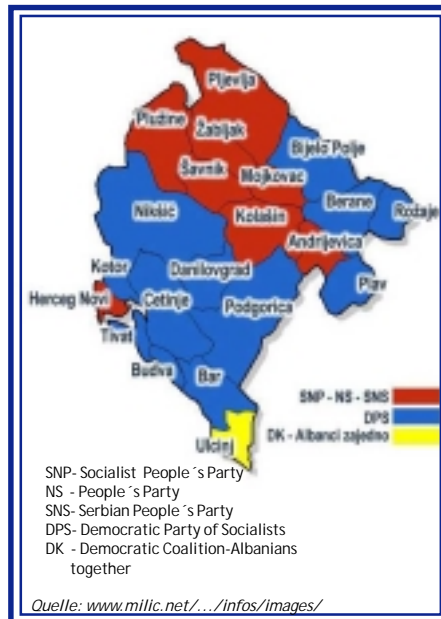 Pljevlja
Plužine
Žabljak
Bijelo Polje
Šavnik
Mojkovac
Nikšić
Kolašin
Berane
Rožaje
Andrijevica
Kotor
Danilovgrad
Plav
Herceg Novi
Cetinje
Podgorica
Tivat
Budva
Bar
SNP - NS - SNS
DPS
Ulcinj
DK - Albanci zajedno
SNP- Socialist People´s Party
NS - People´s Party
SNS- Serbian People´s Party
DPS- Democratic Party of Socialists
DK - Democratic Coalition-Albanians
together
Quelle: www.milic.net/…/infos/images/